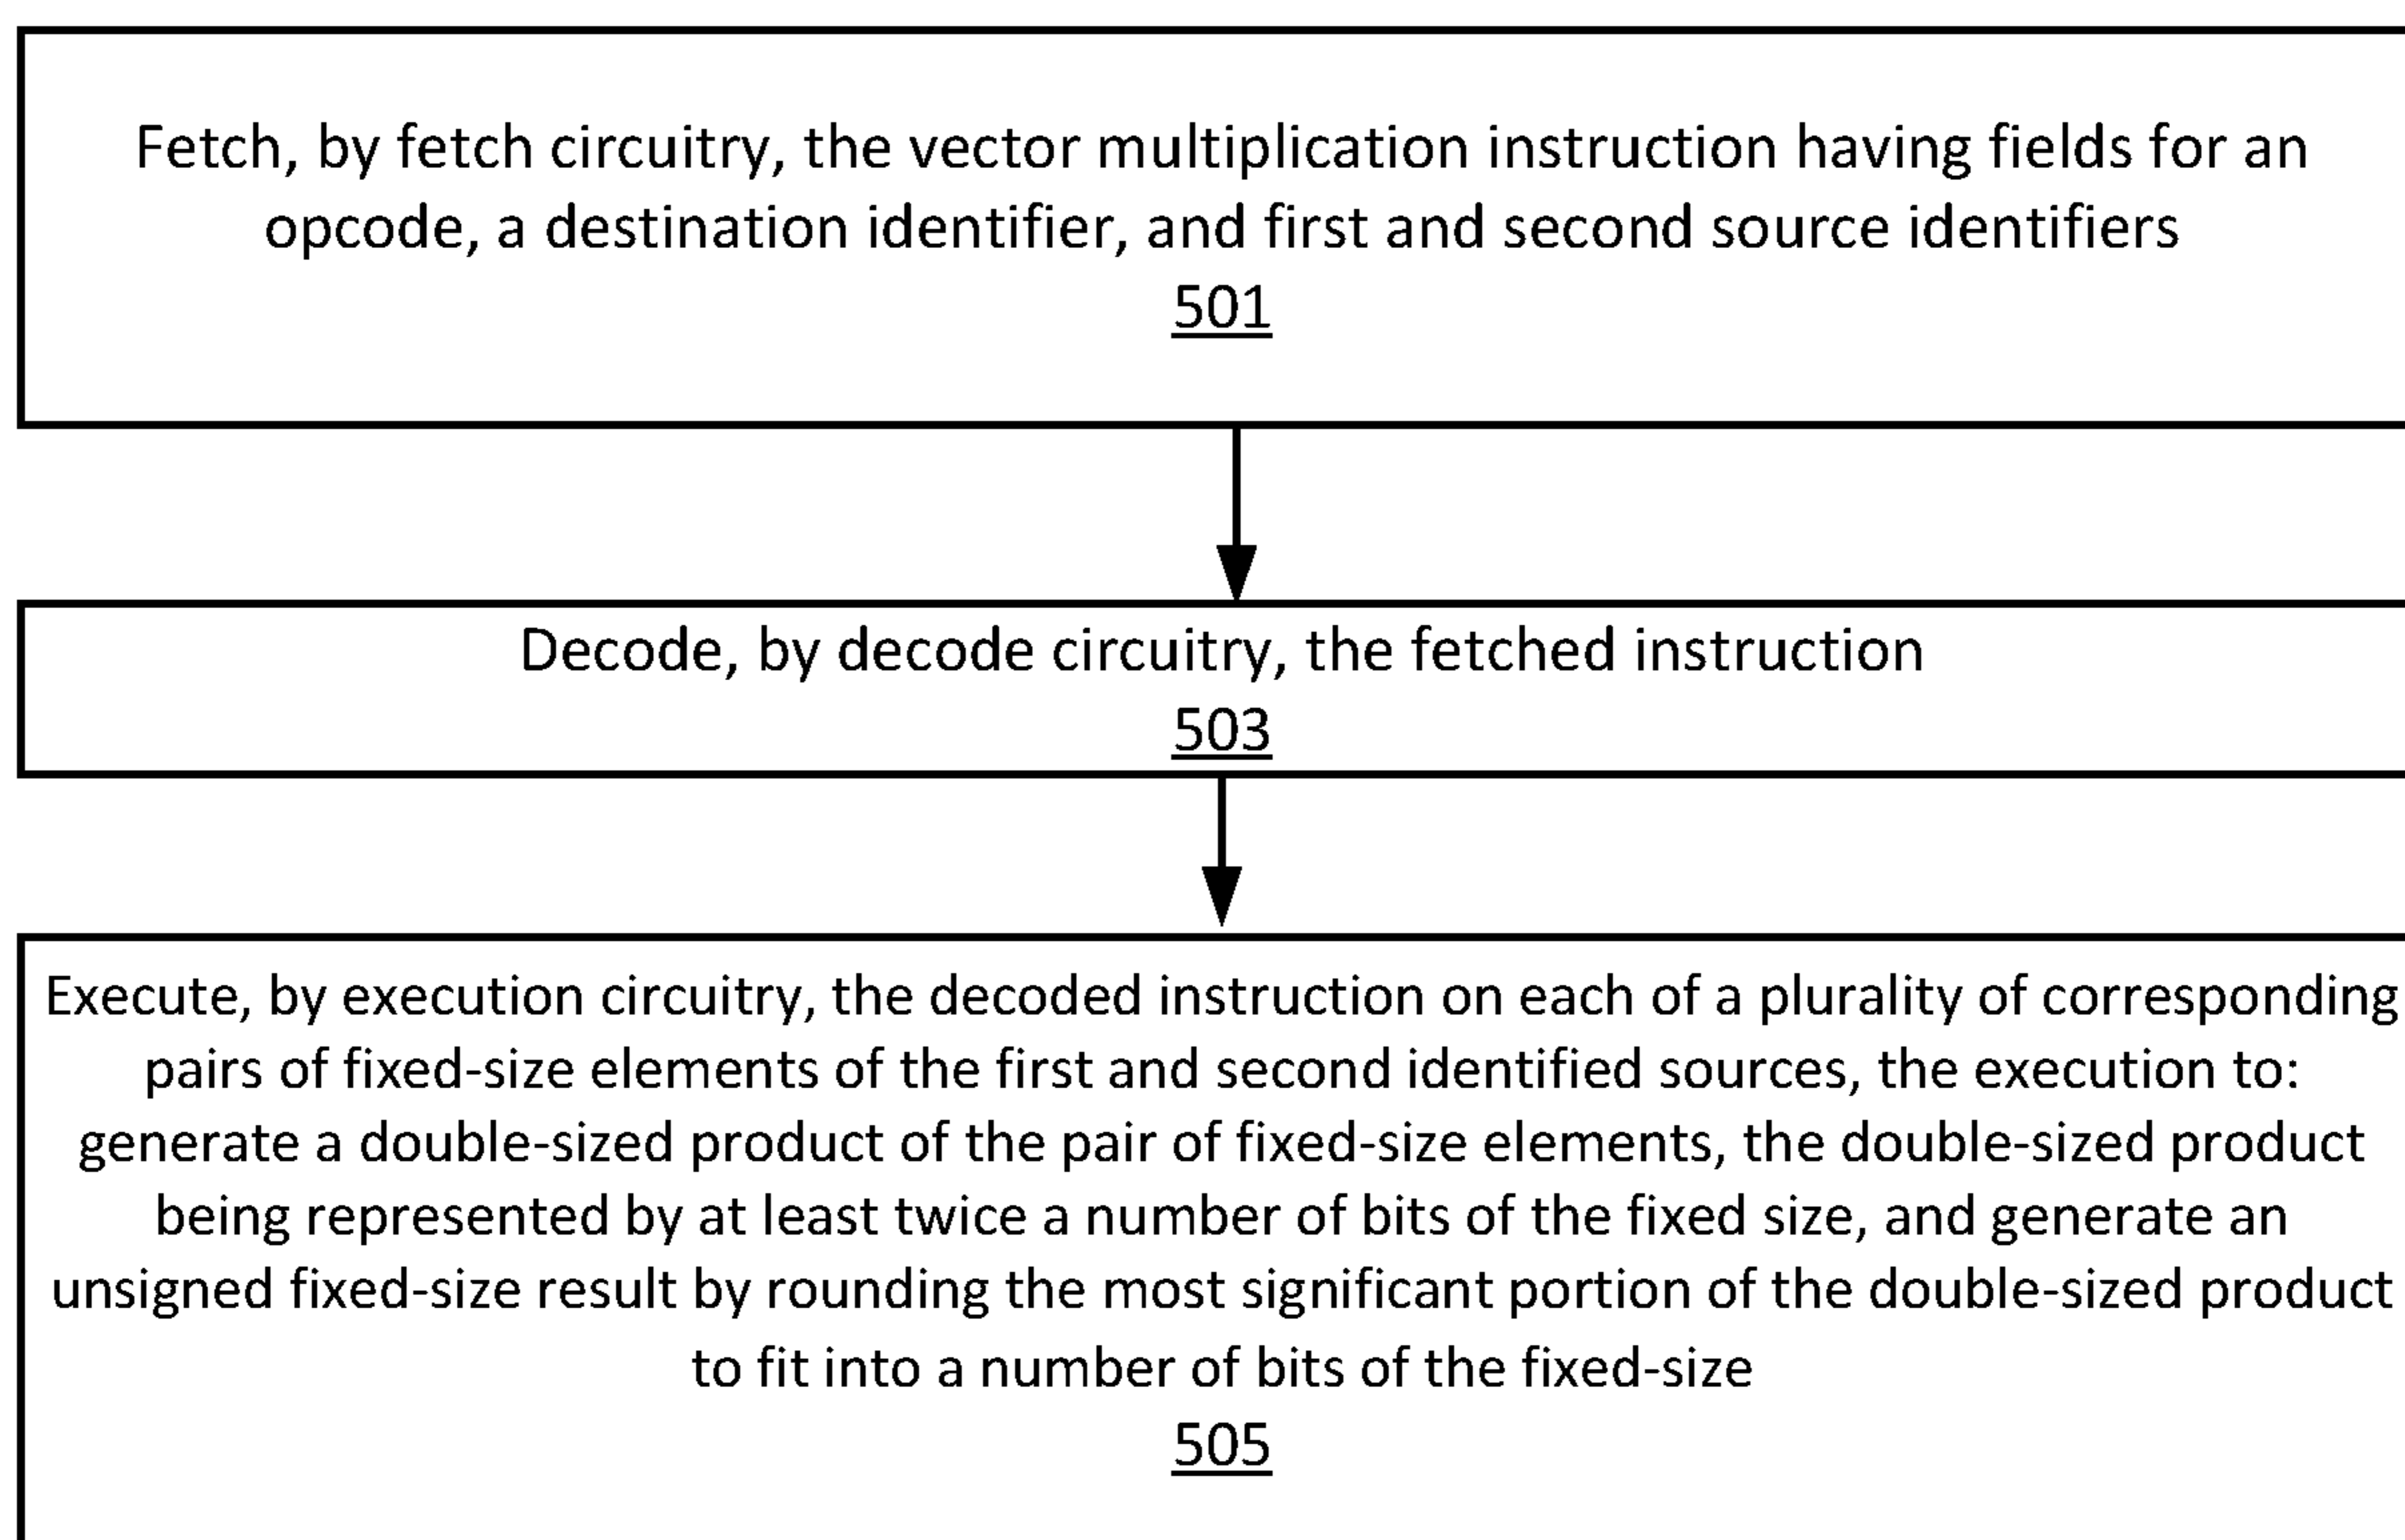 Fetch, by fetch circuitry, the vector multiplication instruction having fields for an
opcode, a destination identifier, and first and second source identifiers
501
Decode, by decode circuitry, the fetched instruction
503
Execute, by execution circuitry, the decoded instruction on each of a plurality of corresponding
pairs of fixed-size elements of the first and second identified sources, the execution to:
generate a double-sized product of the pair of fixed-size elements, the double-sized product
being represented by at least twice a number of bits of the fixed size, and generate an
unsigned fixed-size result by rounding the most significant portion of the double-sized product
to fit into a number of bits of the fixed-size
505